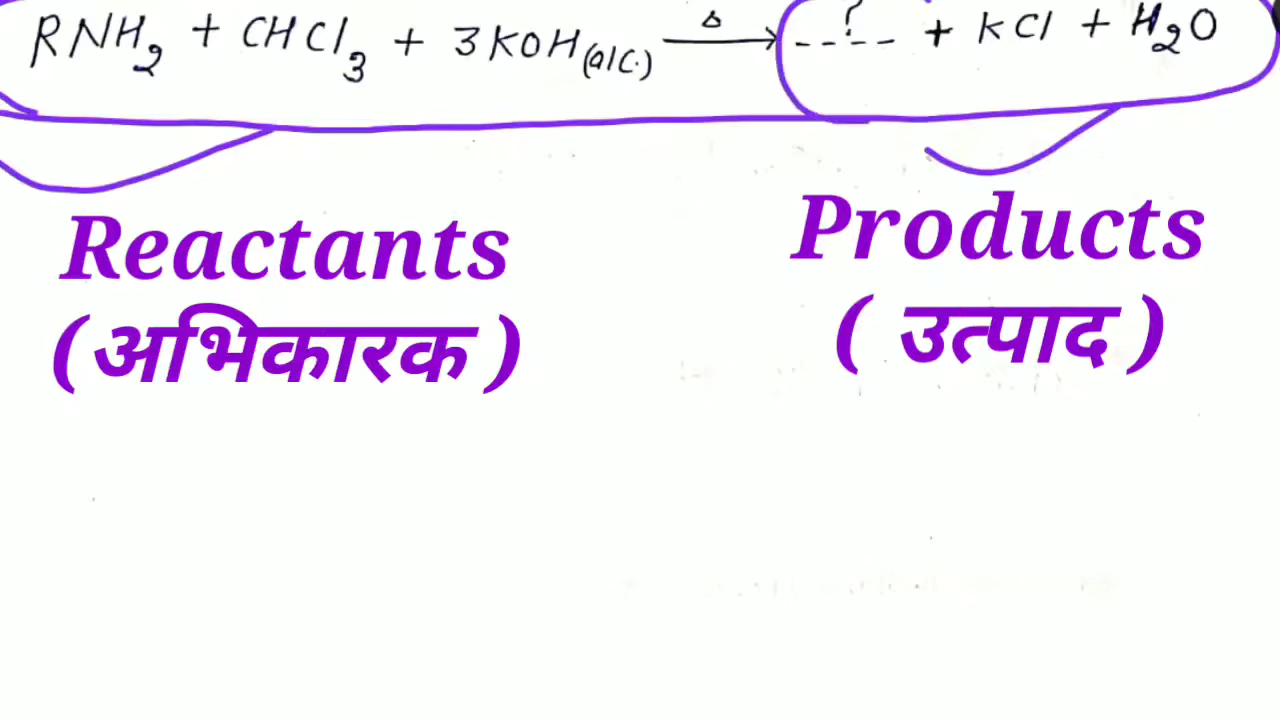 RNH2 + CHCl3 + 3KOH(alc.) Δ → ----?---- + KCl + H2O
Reactants
(अभिकारक)
Products
( उत्पाद )